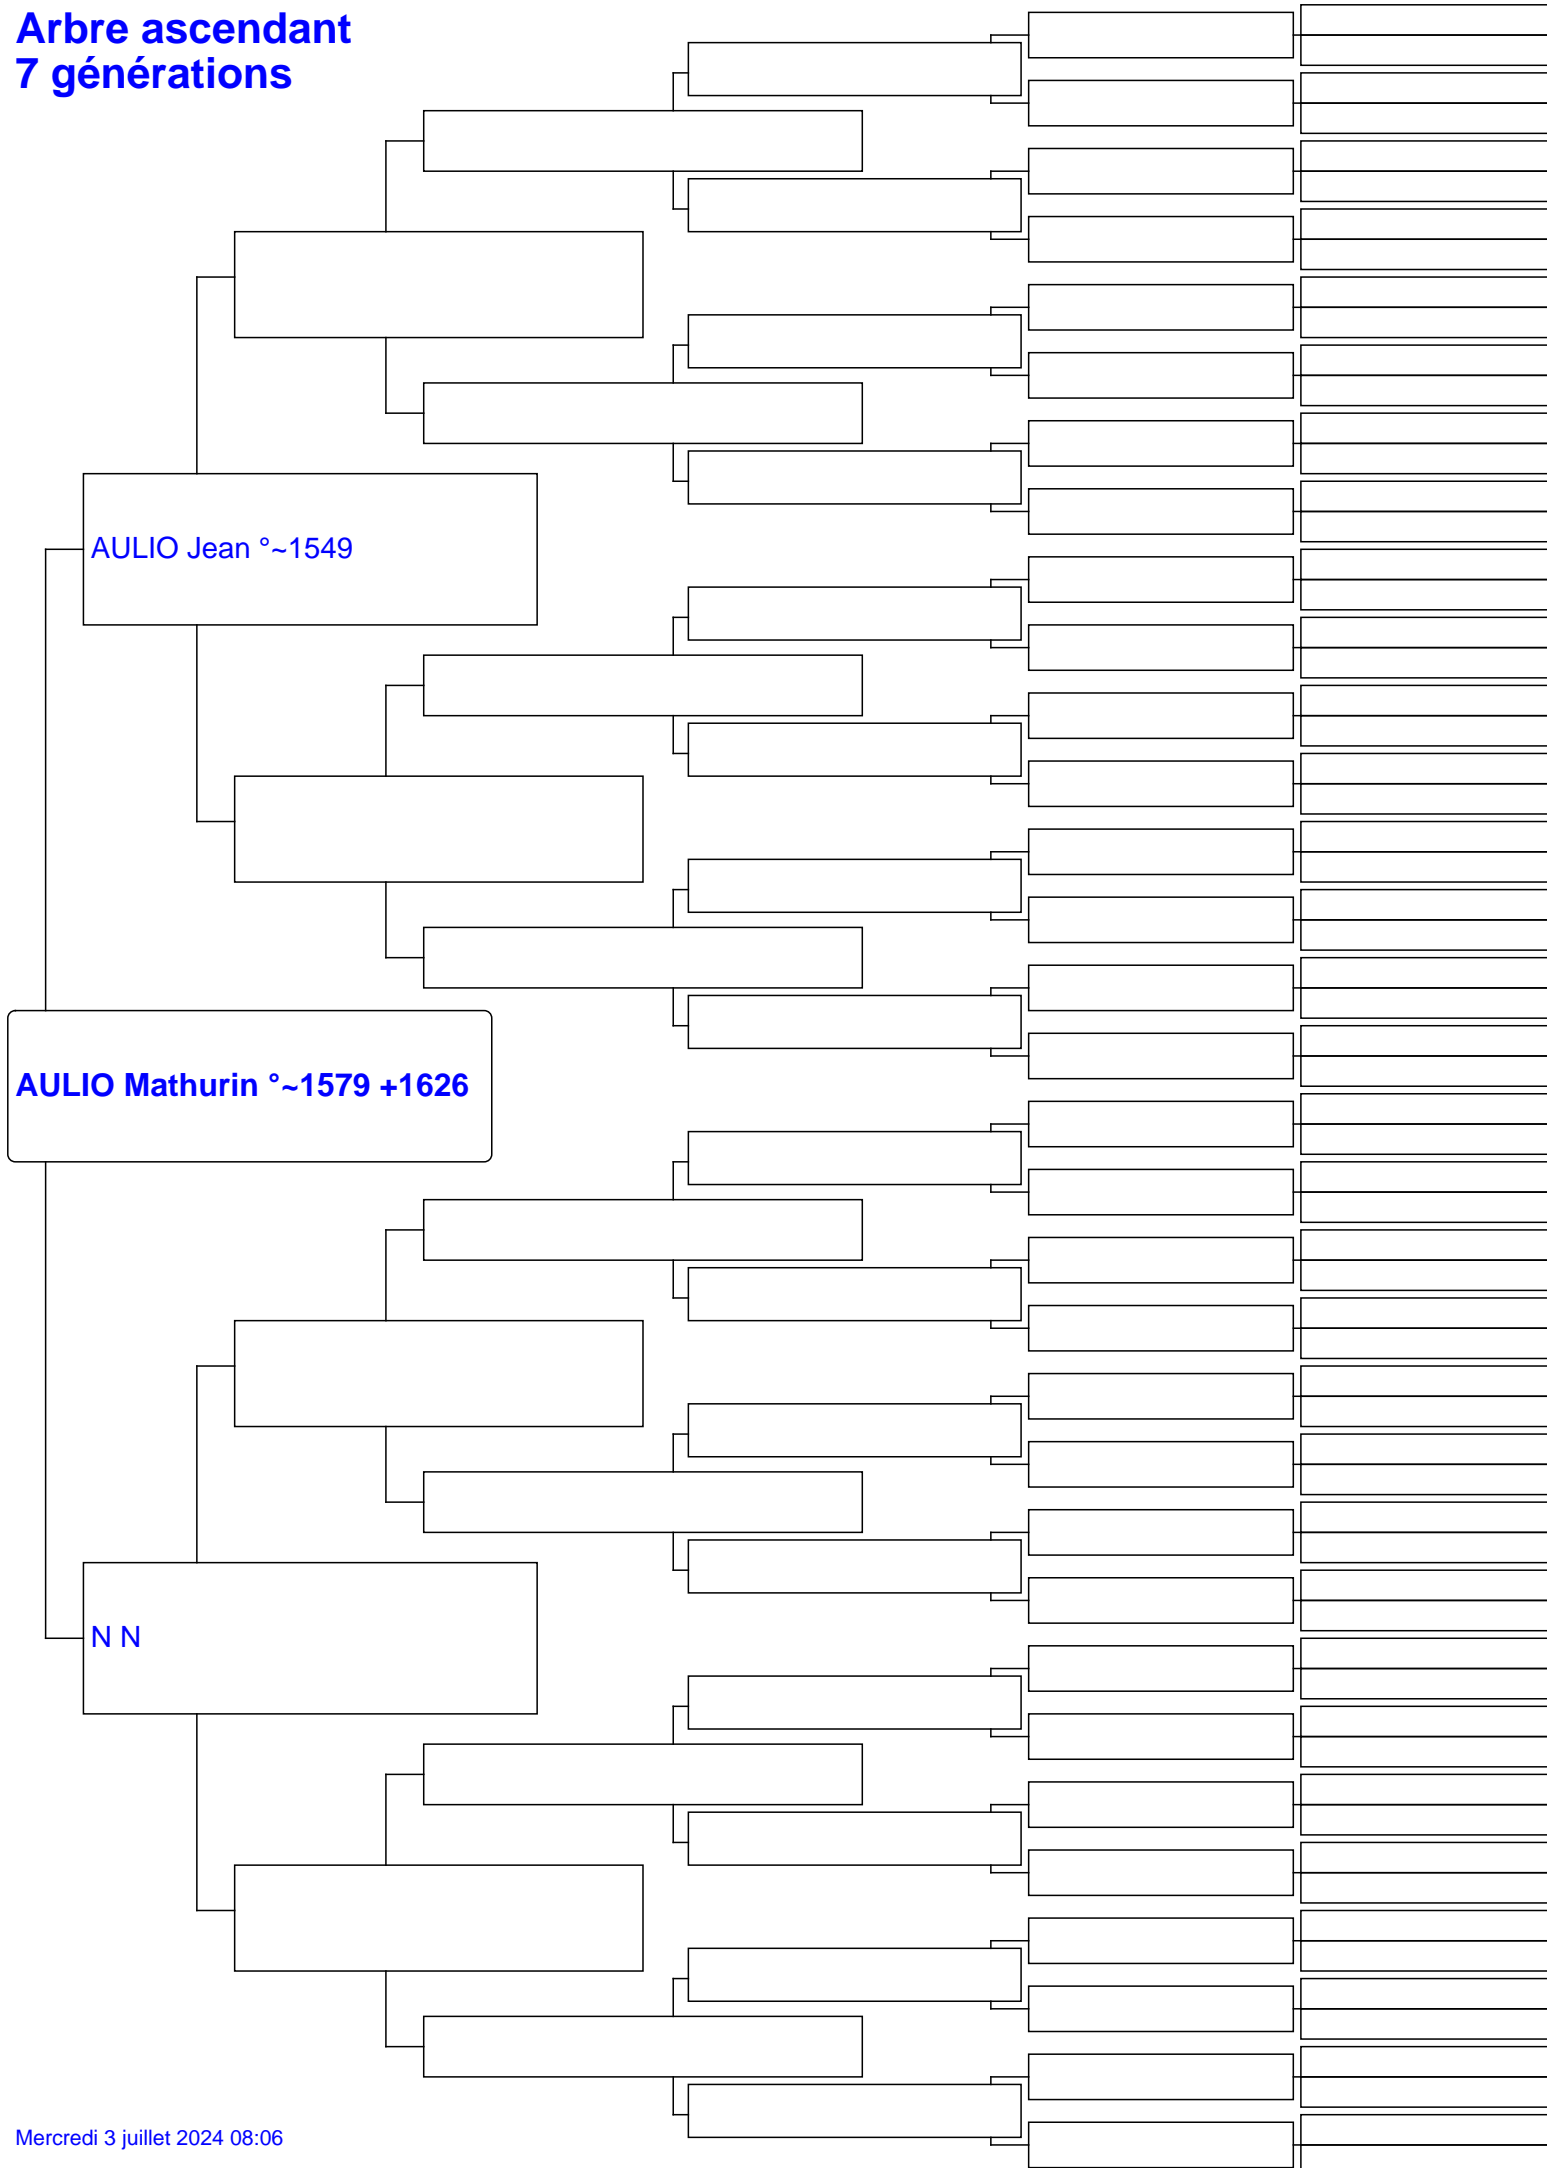 Arbre ascendant
7 générations
AULIO Jean °~1549
AULIO Mathurin °~1579 +1626
N N
Mercredi 3 juillet 2024 08:06